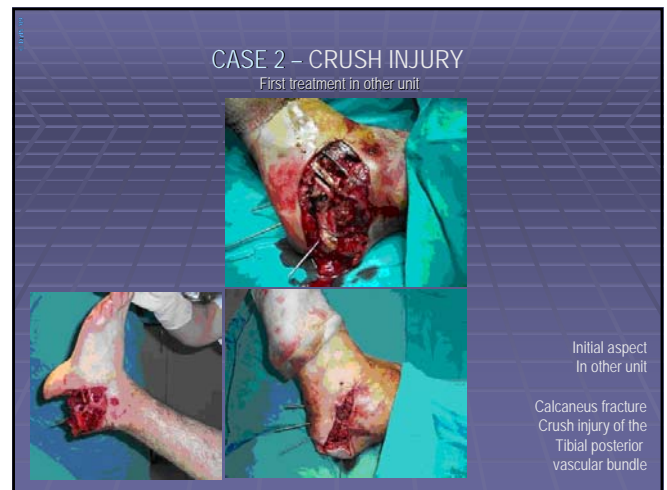 CASE 2 – CRUSH INJURY
First treatment in other unit
Initial aspect
In other unit
Calcaneus fracture
Crush injury of the
Tibial posterior
vascular bundle